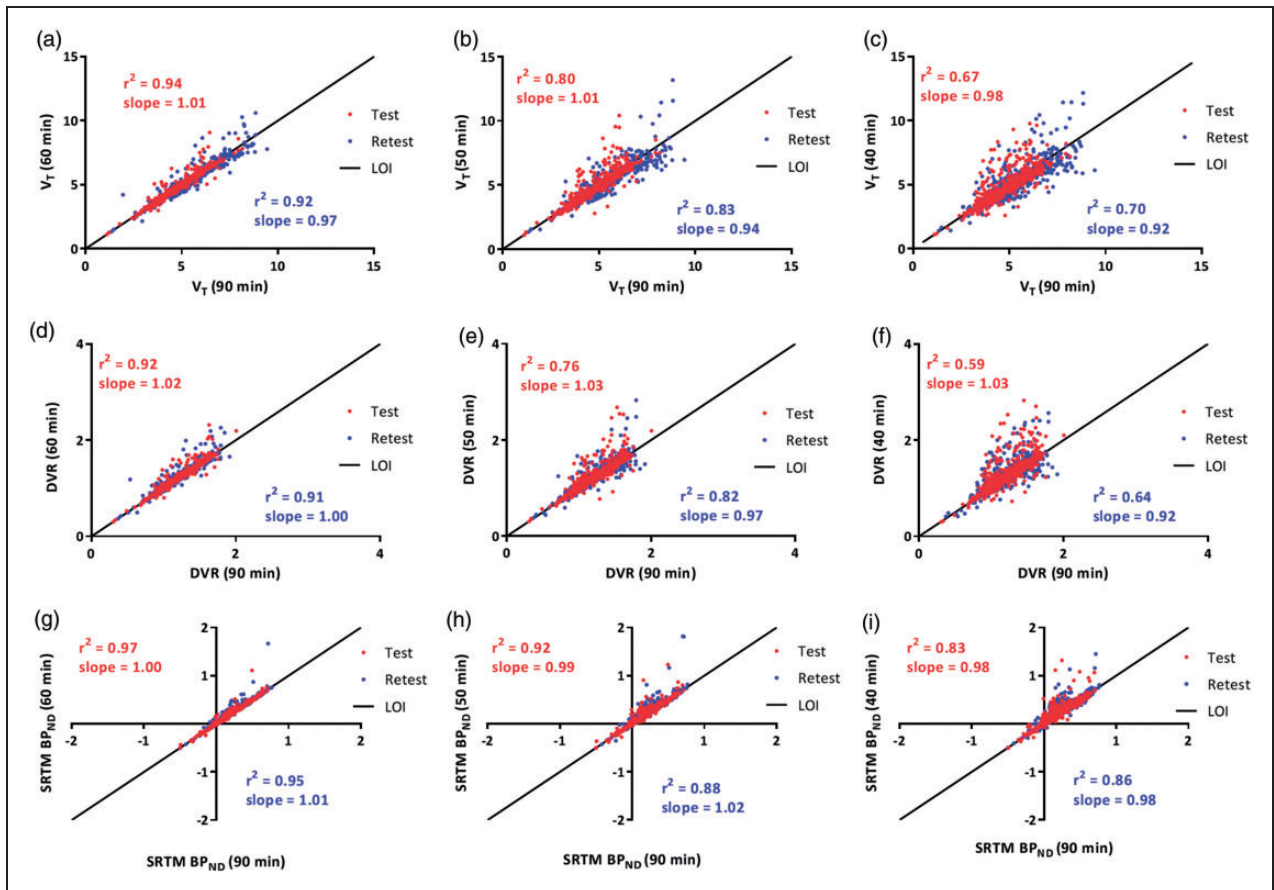 (a)
15
10
5
0
V_T (60 min)
r² = 0.94
slope = 1.01
Test
Retest
LOI
r² = 0.92
slope = 0.97
0 5 10 15
V_T (90 min)
(b)
15
10
5
0
V_T (50 min)
r² = 0.80
slope = 1.01
Test
Retest
LOI
r² = 0.83
slope = 0.94
0 5 10 15
V_T (90 min)
(c)
15
10
5
0
V_T (40 min)
r² = 0.67
slope = 0.98
Test
Retest
LOI
r² = 0.70
slope = 0.92
0 5 10 15
V_T (90 min)
(d)
4
2
0
DVR (60 min)
r² = 0.92
slope = 1.02
Test
Retest
LOI
r² = 0.91
slope = 1.00
0 2 4
DVR (90 min)
(e)
4
2
0
DVR (50 min)
r² = 0.76
slope = 1.03
Test
Retest
LOI
r² = 0.82
slope = 0.97
0 2 4
DVR (90 min)
(f)
4
2
0
DVR (40 min)
r² = 0.59
slope = 1.03
Test
Retest
LOI
r² = 0.64
slope = 0.92
0 2 4
DVR (90 min)
(g)
2
1
-1
-2
SRTM BP_ND (60 min)
r² = 0.97
slope = 1.00
Test
Retest
LOI
-2 -1 1 2
r² = 0.95
slope = 1.01
SRTM BP_ND (90 min)
(h)
2
1
-1
-2
SRTM BP_ND (50 min)
r² = 0.92
slope = 0.99
Test
Retest
LOI
-2 -1 1 2
r² = 0.88
slope = 1.02
SRTM BP_ND (90 min)
(i)
2
1
-1
-2
SRTM BP_ND (40 min)
r² = 0.83
slope = 0.98
Test
Retest
LOI
-2 -1 1 2
r² = 0.86
slope = 0.98
SRTM BP_ND (90 min)